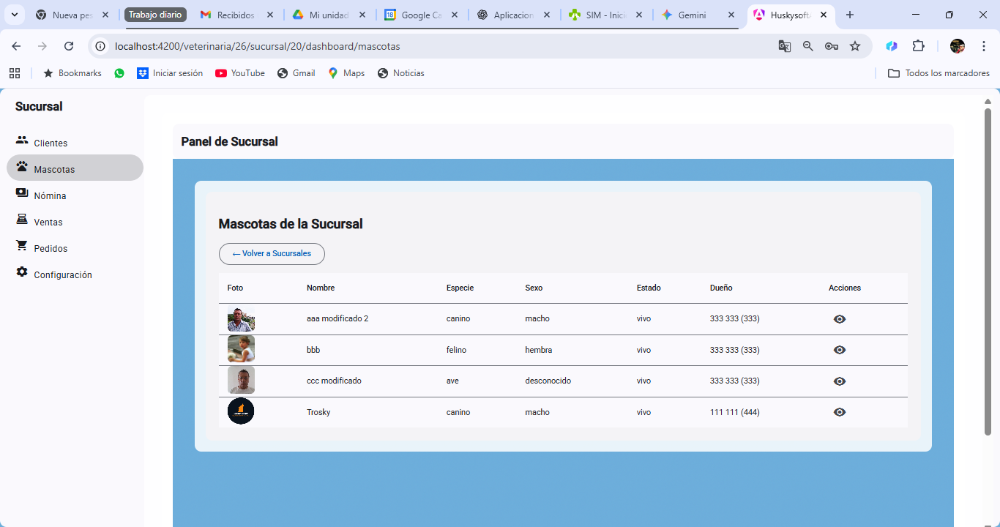 Nueva pes
Trabajo diario
Recibidos
Mi unidad
Google Ca
Aplicacion
SIM - Inici
Gemini
Huskysoft
localhost:4200/veterinaria/26/sucursal/20/dashboard/mascotas
Bookmarks
Iniciar sesión
YouTube
Gmail
Maps
Noticias
Todos los marcadores
Sucursal
Clientes
Mascotas
Nómina
Ventas
Pedidos
Configuración
Panel de Sucursal
Mascotas de la Sucursal
← Volver a Sucursales
Foto Nombre Especie Sexo Estado Dueño Acciones
aaa modificado 2 canino macho vivo 333 333 (333)
bbb felino hembra vivo 333 333 (333)
ccc modificado ave desconocido vivo 333 333 (333)
Trosky canino macho vivo 111 111 (444)